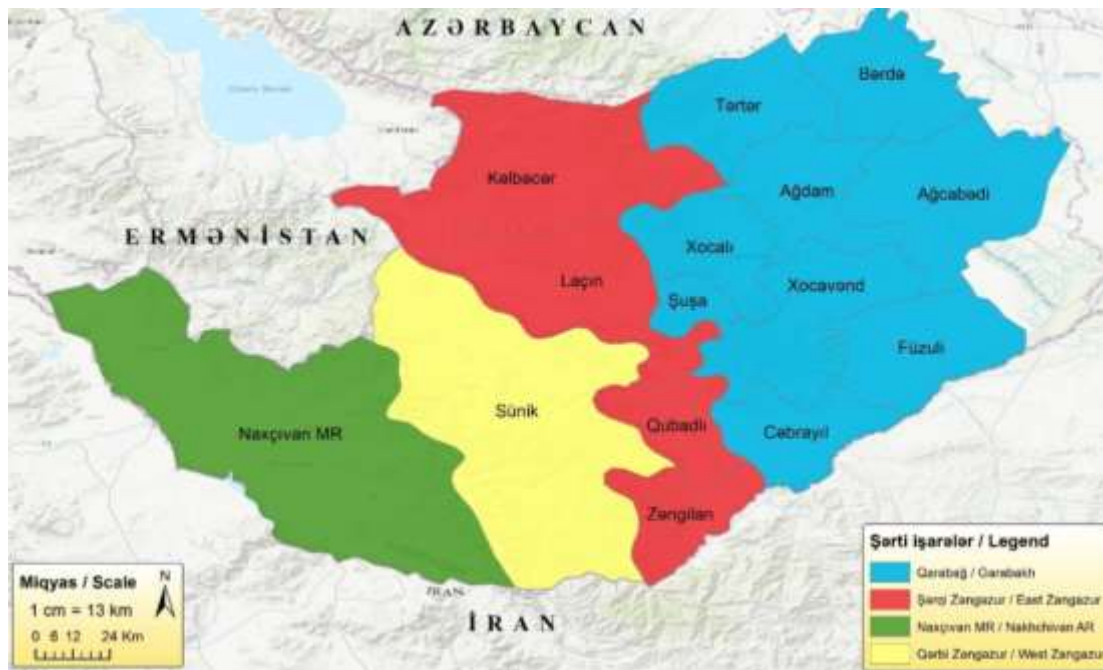 AZƏRBAYCAN
Bərdə
Tərtər
Kəlbəcər
Ağdam
Ağcabədi
ERMƏNİSTAN
Xocalı
Laçın
Xocavənd
Şuşa
Füzuli
Sünik
Naxçıvan MR
Qubadlı
Cəbrayıl
Zəngilan
Şərti işarələr / Legend
Qarabağ / Garabakh
Şərqi Zəngəzur / East Zangazur
Naxçıvan MR / Nakhchivan AR
Qərbi Zəngəzur / West Zangazur
Miqyas / Scale
N
1 cm = 13 km
0 6 12 24 Km
IRAN
İRAN